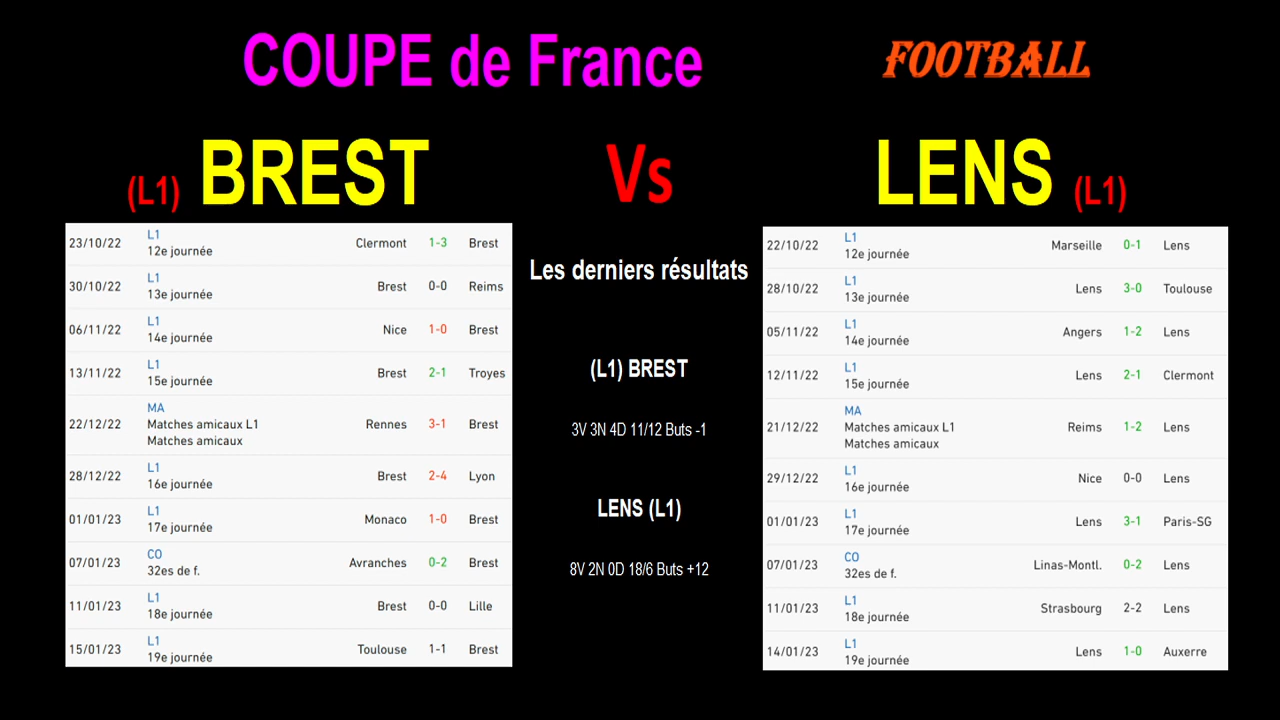 COUPE de France
FOOTBALL
(L1) BREST
Vs
LENS (L1)
23/10/22 L1 Clermont 1-3 Brest
12e journée
30/10/22 L1 Brest 0-0 Reims
13e journée
06/11/22 L1 Nice 1-0 Brest
14e journée
13/11/22 L1 Brest 2-1 Troyes
15e journée
22/12/22 MA Rennes 3-1 Brest
Matches amicaux L1
Matches amicaux
28/12/22 L1 Brest 2-4 Lyon
16e journée
01/01/23 L1 Monaco 1-0 Brest
17e journée
07/01/23 CO Avranches 0-2 Brest
32es de f.
11/01/23 L1 Brest 0-0 Lille
18e journée
15/01/23 L1 Toulouse 1-1 Brest
19e journée
Les derniers résultats
(L1) BREST
3V 3N 4D 11/12 Buts -1
LENS (L1)
8V 2N 0D 18/6 Buts +12
22/10/22 L1 Marseille 0-1 Lens
12e journée
28/10/22 L1 Lens 3-0 Toulouse
13e journée
05/11/22 L1 Angers 1-2 Lens
14e journée
12/11/22 L1 Lens 2-1 Clermont
15e journée
21/12/22 MA Reims 1-2 Lens
Matches amicaux L1
Matches amicaux
29/12/22 L1 Nice 0-0 Lens
16e journée
01/01/23 L1 Lens 3-1 Paris-SG
17e journée
07/01/23 CO Linas-Montl. 0-2 Lens
32es de f.
11/01/23 L1 Strasbourg 2-2 Lens
18e journée
14/01/23 L1 Lens 1-0 Auxerre
19e journée